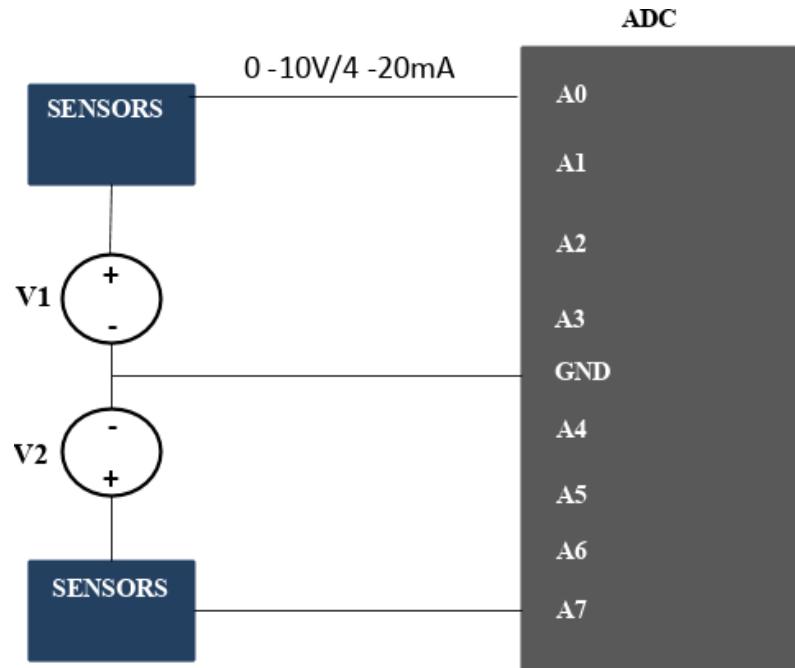 ADC
0 -10V/4 -20mA
SENSORS
A0
A1
A2
+
V1
-
A3
GND
-
V2
+
A4
A5
A6
SENSORS
A7